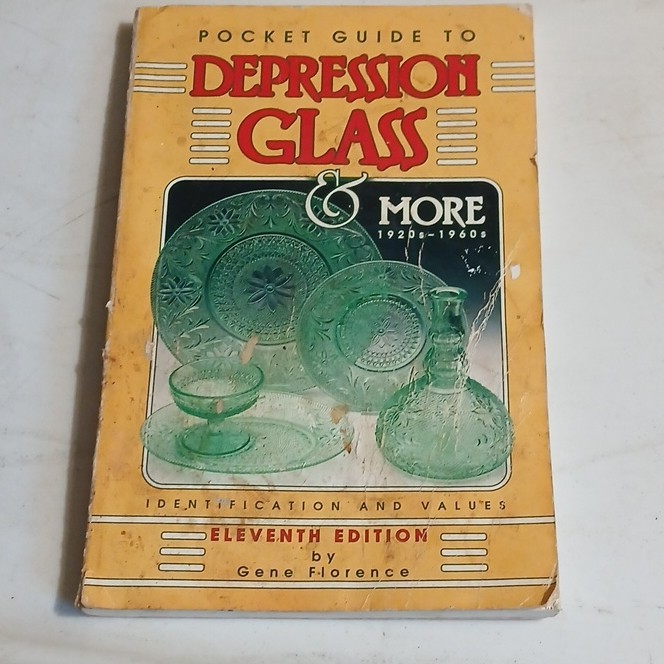 POCKET GUIDE TO
DEPRESSION
GLASS
& MORE
1920s-1960s
IDENTIFICATION AND VALUES
ELEVENTH EDITION
by
Gene Florence